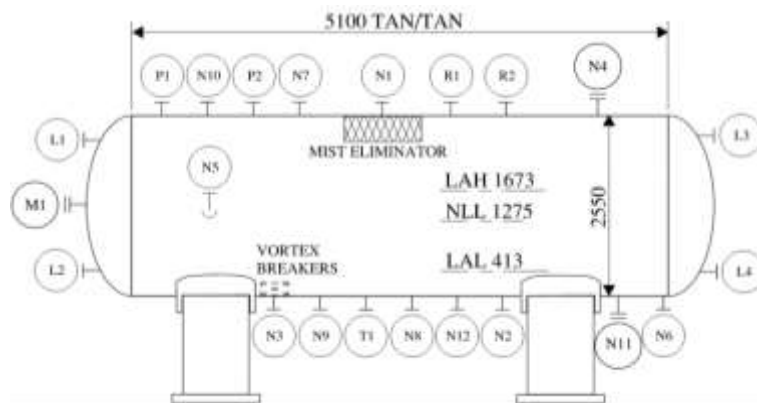 5100 TAN/TAN
P1 N10 P2 N7 N1 R1 R2 N4
L1
L3
MIST ELIMINATOR
N5
LAH 1673
M1
NLL 1275
2550
VORTEX
BREAKERS
LAL 413
L2
L4
N3 N9 T1 N8 N12 N2 N11 N6